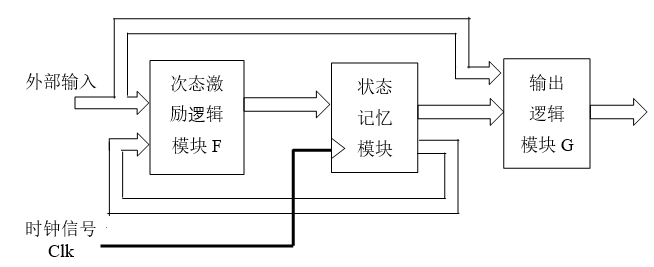 外部输入
次态激
励逻辑
模块 F
状态
记忆
模块
输出
逻辑
模块 G
时钟信号
Clk